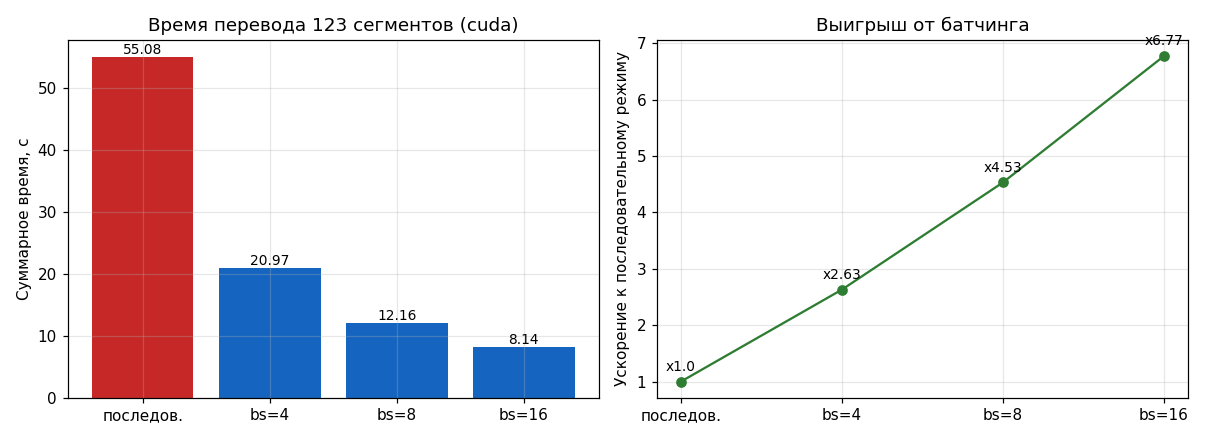 Время перевода 123 сегментов (cuda)
Суммарное время, с
50
40
30
20
10
0
55.08
20.97
12.16
8.14
последов.
bs=4
bs=8
bs=16
Выигрыш от батчинга
Ускорение к последовательному режиму
7
6
5
4
3
2
1
x1.0
x2.63
x4.53
x6.77
последов.
bs=4
bs=8
bs=16